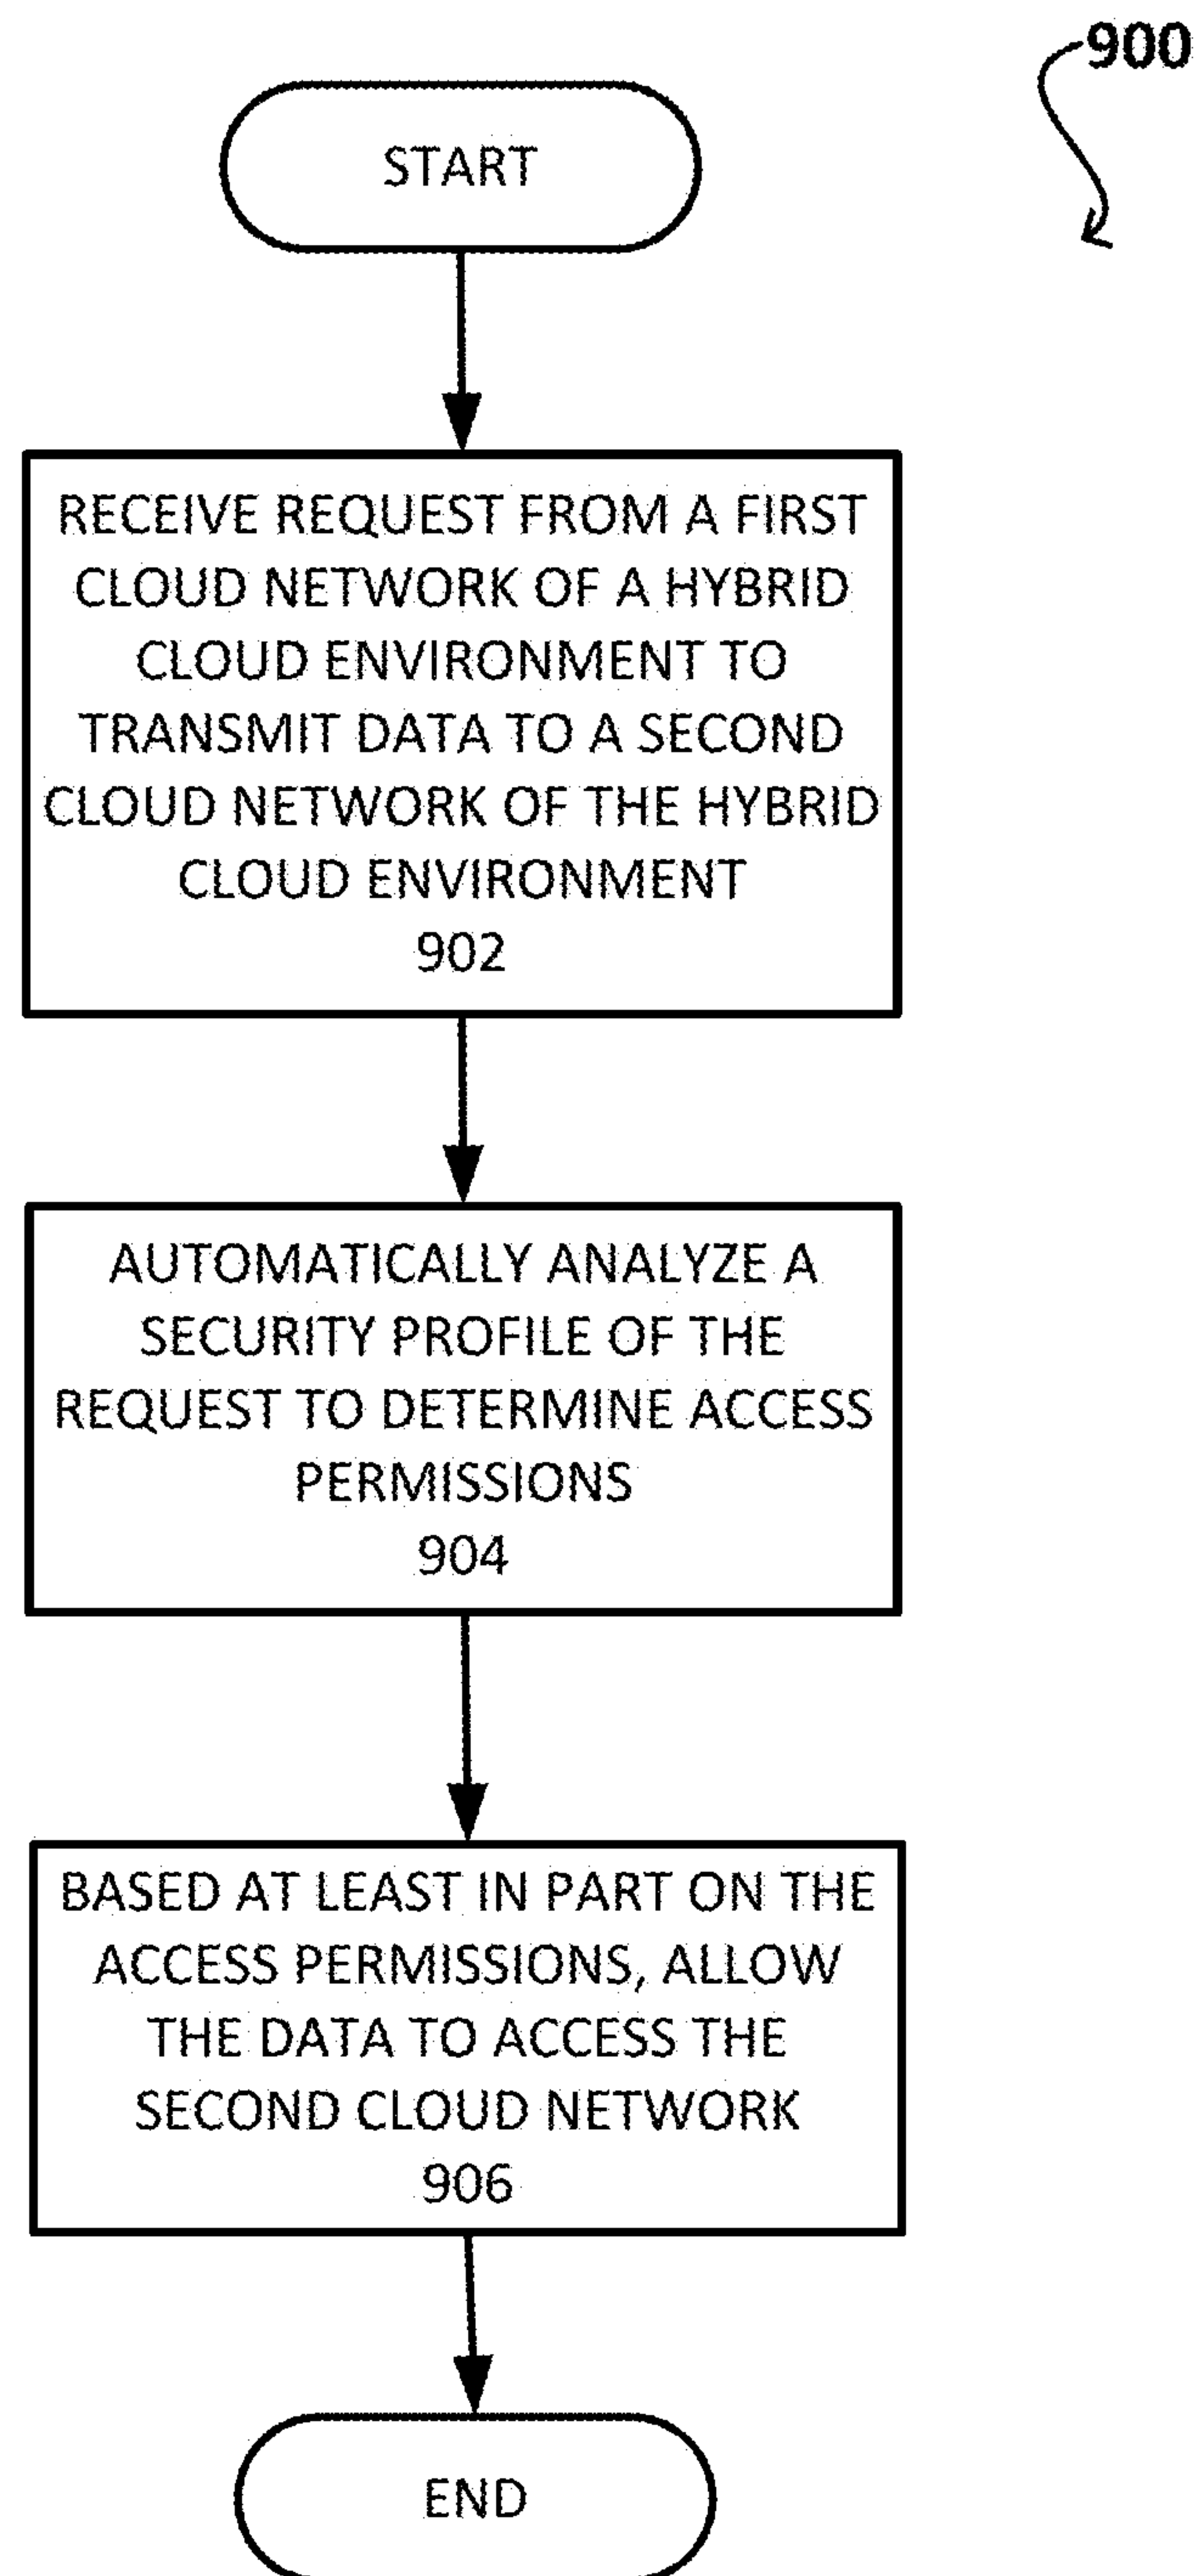 900
START
RECEIVE REQUEST FROM A FIRST
CLOUD NETWORK OF A HYBRID
CLOUD ENVIRONMENT TO
TRANSMIT DATA TO A SECOND
CLOUD NETWORK OF THE HYBRID
CLOUD ENVIRONMENT
902
AUTOMATICALLY ANALYZE A
SECURITY PROFILE OF THE
REQUEST TO DETERMINE ACCESS
PERMISSIONS
904
BASED AT LEAST IN PART ON THE
ACCESS PERMISSIONS, ALLOW
THE DATA TO ACCESS THE
SECOND CLOUD NETWORK
906
END